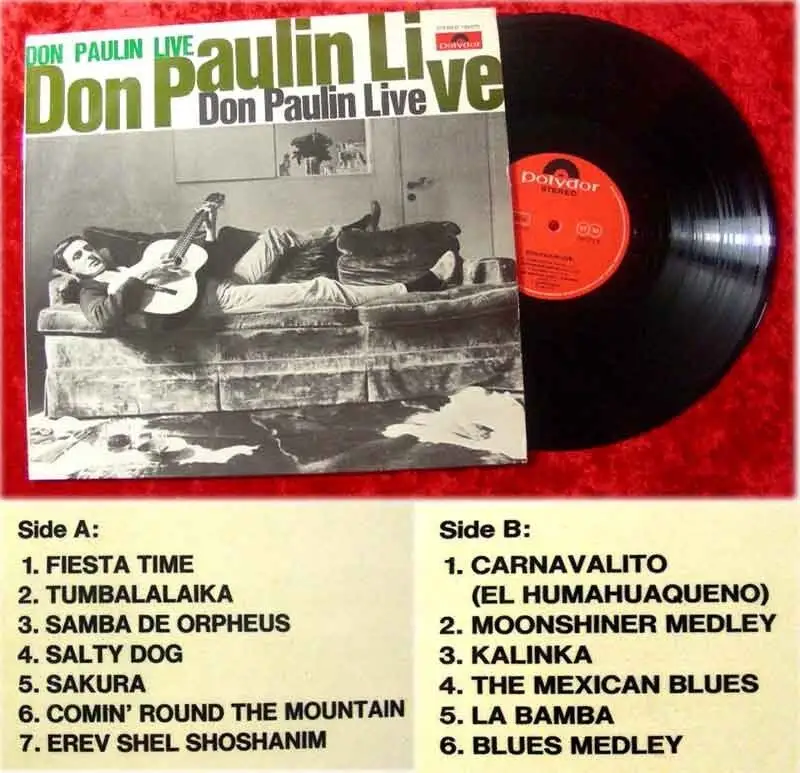 DON PAULIN LIVE
Don Paulin Live
Don Paulin Live
Polydor
Polydor
STEREO
Side A:
1. FIESTA TIME
2. TUMBALALAIKA
3. SAMBA DE ORPHEUS
4. SALTY DOG
5. SAKURA
6. COMIN' ROUND THE MOUNTAIN
7. EREV SHEL SHOSHANIM
Side B:
1. CARNAVALITO
(EL HUMAHUAQUENO)
2. MOONSHINER MEDLEY
3. KALINKA
4. THE MEXICAN BLUES
5. LA BAMBA
6. BLUES MEDLEY